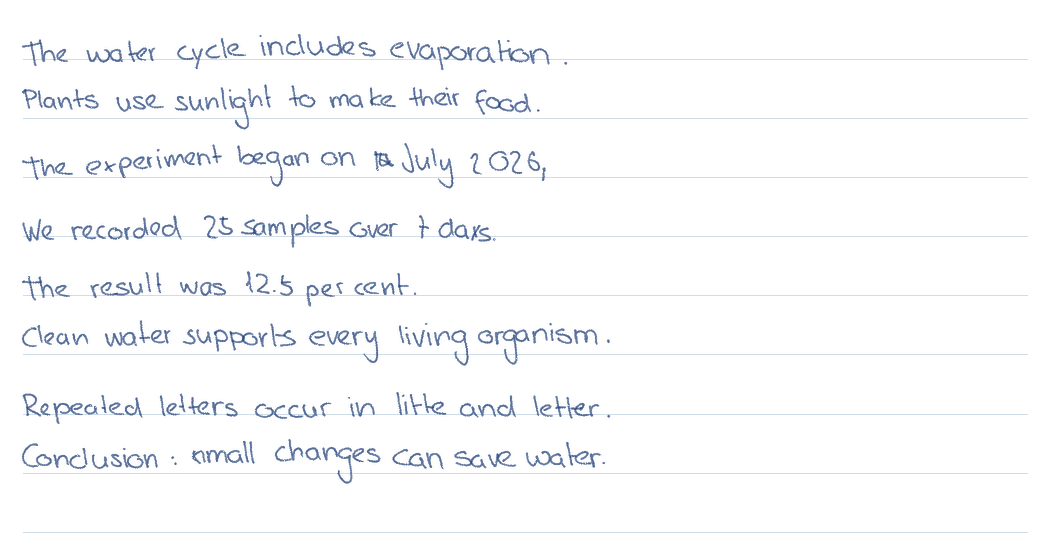 The water cycle includes evaporation.
Plants use sunlight to make their food.
The experiment began on July 2026,
We recorded 25 samples over 7 days.
The result was 12.5 per cent.
Clean water supports every living organism.
Repeated letters occur in litte and letter.
Conclusion: small changes can save water.